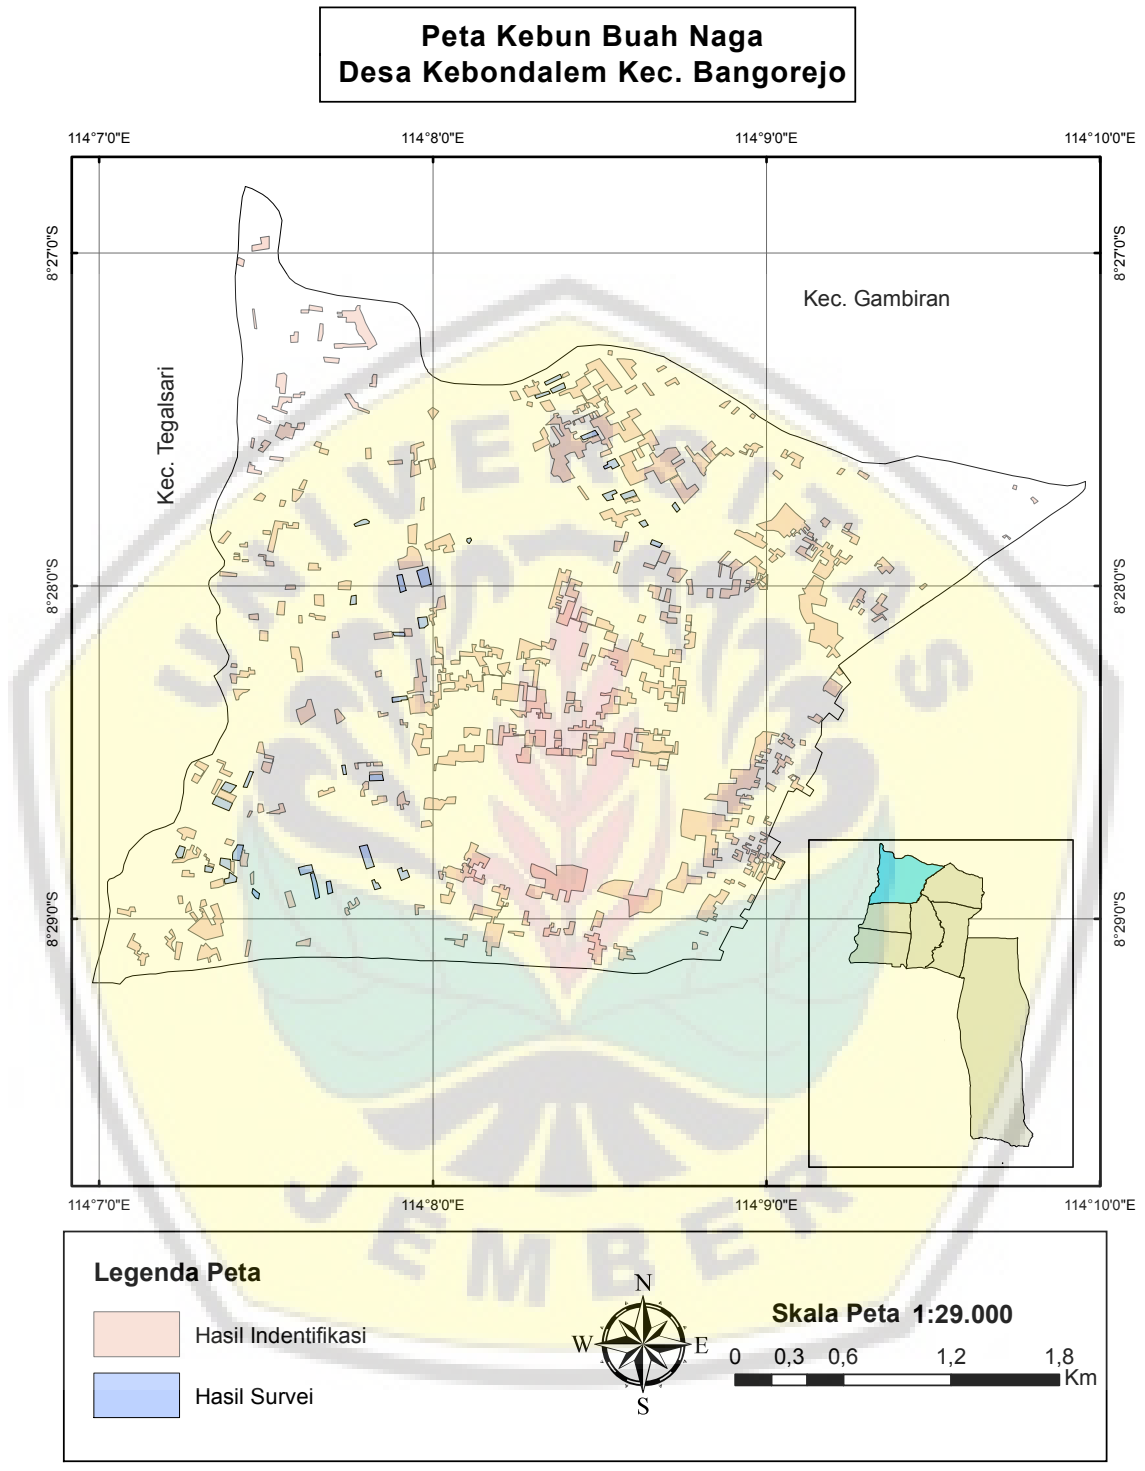 Peta Kebun Buah Naga
Desa Kebondalem Kec. Bangorejo
114°7'0"E 114°8'0"E 114°9'0"E 114°10'0"E
8°27'0"S 8°27'0"S
Kec. Gambiran
Kec. Tegalsari
UNIVERSITAS
8°28'0"S 8°28'0"S
8°29'0"S 8°29'0"S
JEMBER
114°7'0"E 114°8'0"E 114°9'0"E 114°10'0"E
Legenda Peta
Hasil Indentifikasi
Hasil Survei
N
W E
S
Skala Peta 1:29.000
0 0,3 0,6 1,2 1,8
Km